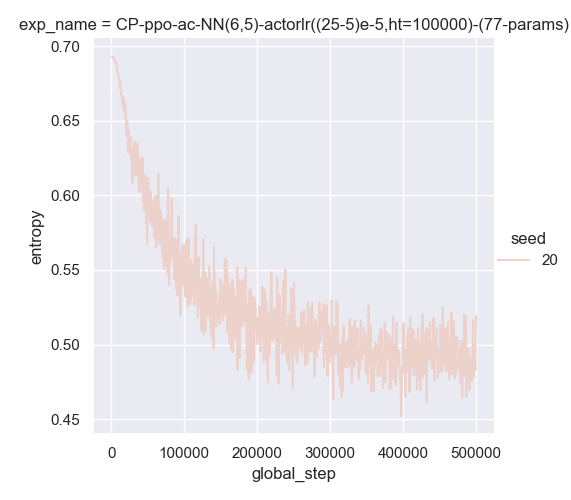 exp_name = CP-ppo-ac-NN(6,5)-actorlr((25-5)e-5,ht=100000)-(77-params)
0.70
0.65
0.60
0.55
0.50
0.45
entropy
0 100000 200000 300000 400000 500000
global_step
seed
20